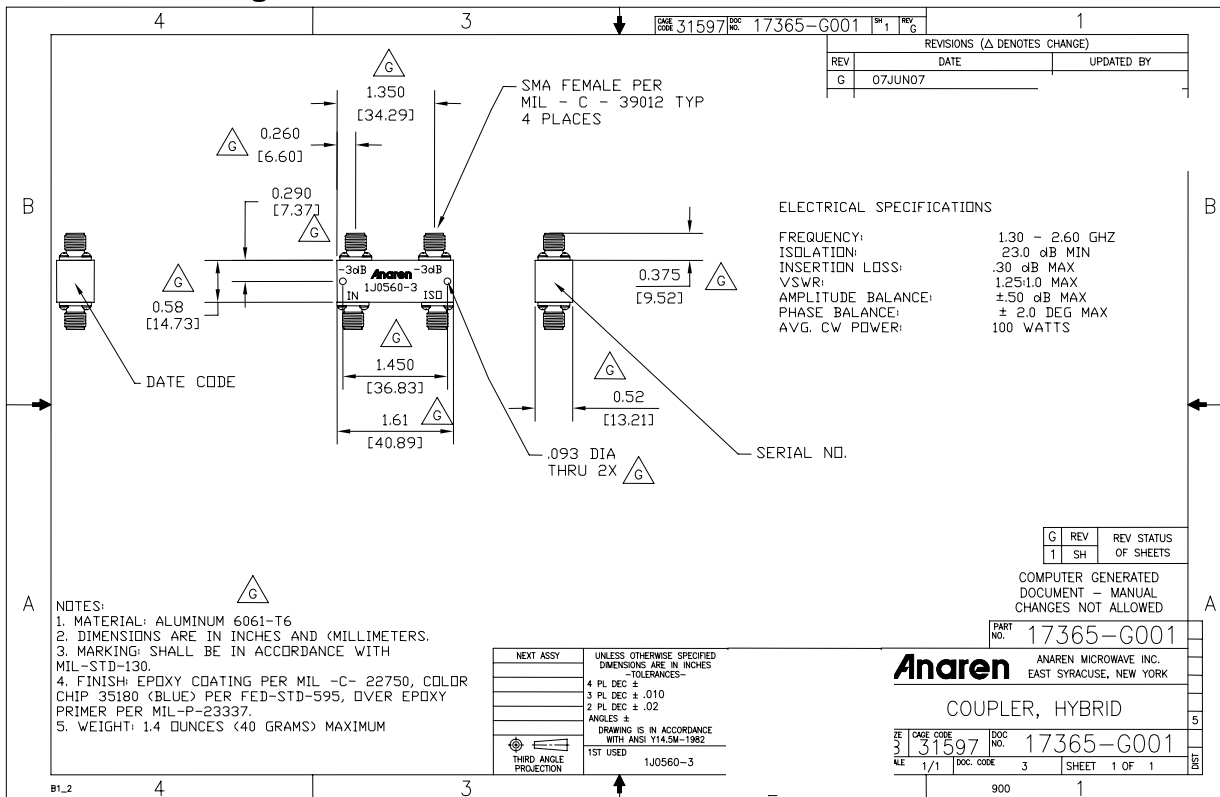 4
3
1
CAGE CODE 31597 DOC NO. 17365-G001 SH 1 REV G
REVISIONS (△ DENOTES CHANGE)
REV DATE UPDATED BY
G 07JUN07
G
1.350
[34.29]
SMA FEMALE PER
MIL - C - 39012 TYP
4 PLACES
G
0.260
[6.60]
0.290
[7.37]
G
B
B
G
0.58
[14.73]
-3dB Anaren -3dB
1J0560-3
IN ISO
0.375
[9.52]
G
ELECTRICAL SPECIFICATIONS
FREQUENCY: 1.30 - 2.60 GHZ
ISOLATION: 23.0 dB MIN
INSERTION LOSS: .30 dB MAX
VSWR: 1.25:1.0 MAX
AMPLITUDE BALANCE: ±.50 dB MAX
PHASE BALANCE: ± 2.0 DEG MAX
AVG. CW POWER: 100 WATTS
DATE CODE
G
1.450
[36.83]
G
1.61
[40.89]
G
0.52
[13.21]
.093 DIA
THRU 2X
G
SERIAL NO.
G REV REV STATUS
1 SH OF SHEETS
COMPUTER GENERATED
DOCUMENT - MANUAL
CHANGES NOT ALLOWED
A
A
G
NOTES:
1. MATERIAL: ALUMINUM 6061-T6
2. DIMENSIONS ARE IN INCHES AND (MILLIMETERS.
3. MARKING: SHALL BE IN ACCORDANCE WITH
MIL-STD-130.
4. FINISH: EPOXY COATING PER MIL -C- 22750, COLOR
CHIP 35180 (BLUE) PER FED-STD-595, OVER EPOXY
PRIMER PER MIL-P-23337.
5. WEIGHT: 1.4 OUNCES (40 GRAMS) MAXIMUM
NEXT ASSY
UNLESS OTHERWISE SPECIFIED
DIMENSIONS ARE IN INCHES
-TOLERANCES-
4 PL DEC ±
3 PL DEC ± .010
2 PL DEC ± .02
ANGLES ±
DRAWING IS IN ACCORDANCE
WITH ANSI Y14.5M-1982
THIRD ANGLE
PROJECTION
1ST USED
1J0560-3
PART NO. 17365-G001
Anaren
ANAREN MICROWAVE INC.
EAST SYRACUSE, NEW YORK
COUPLER, HYBRID
5
CAGE CODE 31597 DOC NO. 17365-G001
1/1 DOC. CODE 3 SHEET 1 OF 1
DIST
B1_2
4
3
900
1